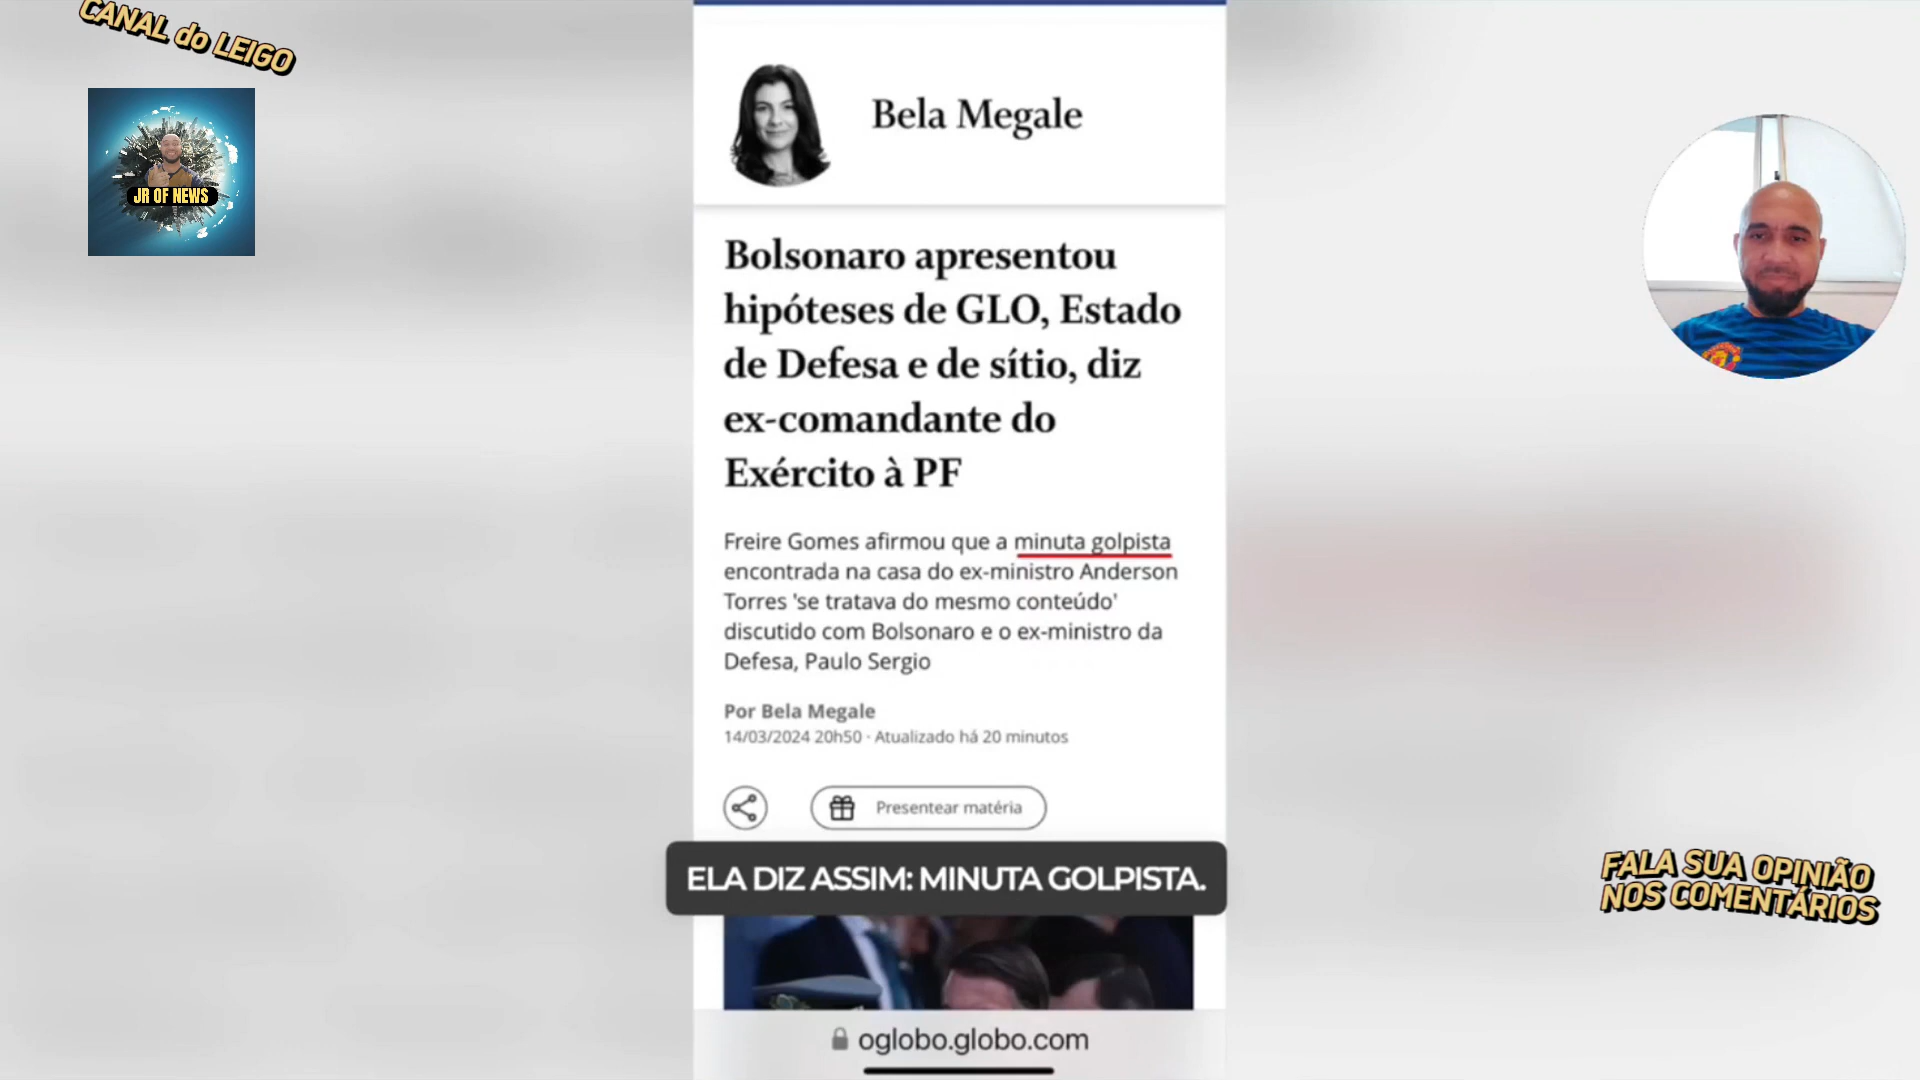 CANAL do LEIGO
JR OF NEWS
Bela Megale
Bolsonaro apresentou
hipóteses de GLO, Estado
de Defesa e de sítio, diz
ex-comandante do
Exército à PF
Freire Gomes afirmou que a minuta golpista
encontrada na casa do ex-ministro Anderson
Torres 'se tratava do mesmo conteúdo'
discutido com Bolsonaro e o ex-ministro da
Defesa, Paulo Sergio
Por Bela Megale
14/03/2024 20h50 · Atualizado há 20 minutos
Presentear matéria
ELA DIZ ASSIM: MINUTA GOLPISTA.
FALA SUA OPINIÃO
NOS COMENTÁRIOS
oglobo.globo.com